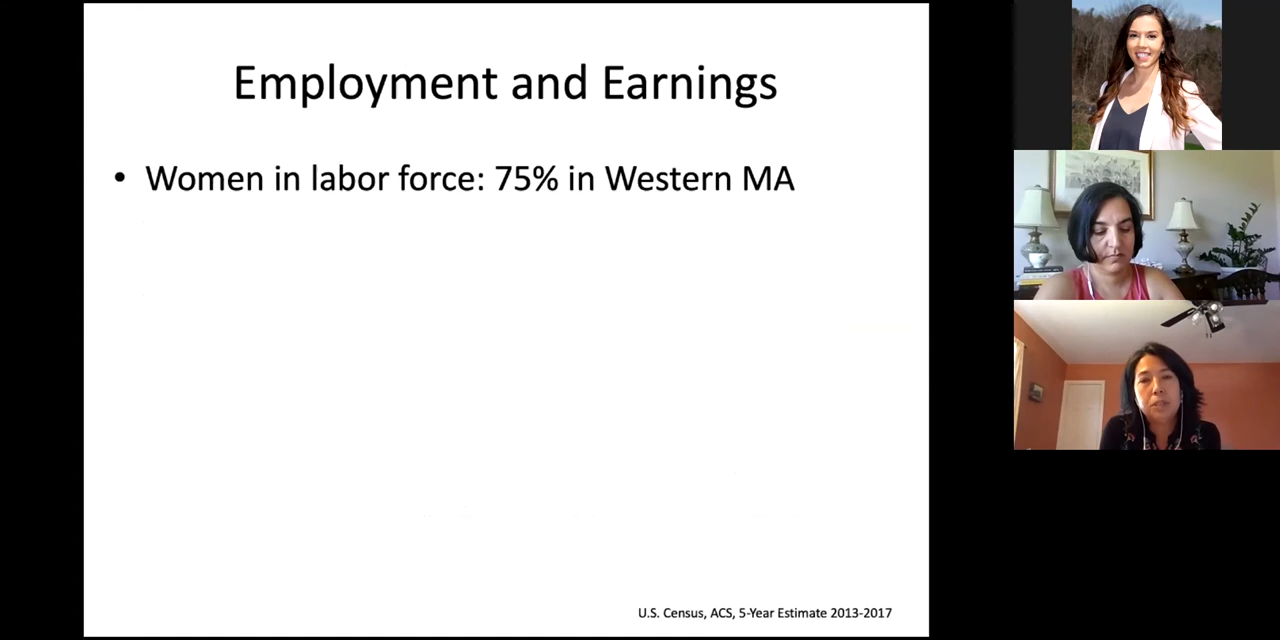 Employment and Earnings
• Women in labor force: 75% in Western MA
U.S. Census, ACS, 5-Year Estimate 2013-2017